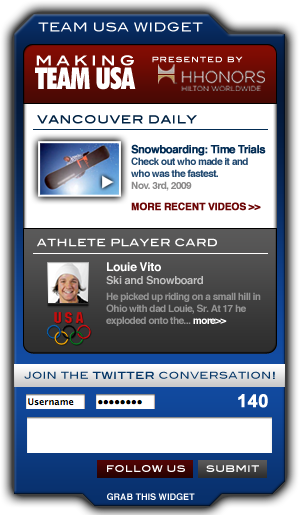 TEAM USA WIDGET
MAKING
TEAM USA
PRESENTED BY
HHONORS
HILTON WORLDWIDE
VANCOUVER DAILY
Snowboarding: Time Trials
Check out who made it and
who was the fastest.
Nov. 3rd, 2009
MORE RECENT VIDEOS >>
ATHLETE PLAYER CARD
Louie Vito
Ski and Snowboard
He picked up riding on a small hill in
Ohio with dad Louie, Sr. At 17 he
exploded onto the... more>>
USA
JOIN THE TWITTER CONVERSATION!
Username ●●●●●●●● 140
FOLLOW US SUBMIT
GRAB THIS WIDGET